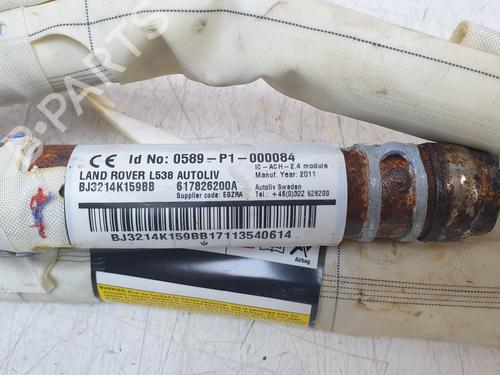 B-PARTS
CE Id No: 0589-P1-000084
IC-ACH-2.4 module
LAND ROVER L538 AUTOLIV
Manuf. Year: 2011
BJ3214K159BB 617826200A
Autoliv Sweden
Supplier code: EGZRA
Tel.: +46(0)322 626200
BJ3214K159BB17113540614
Airbag